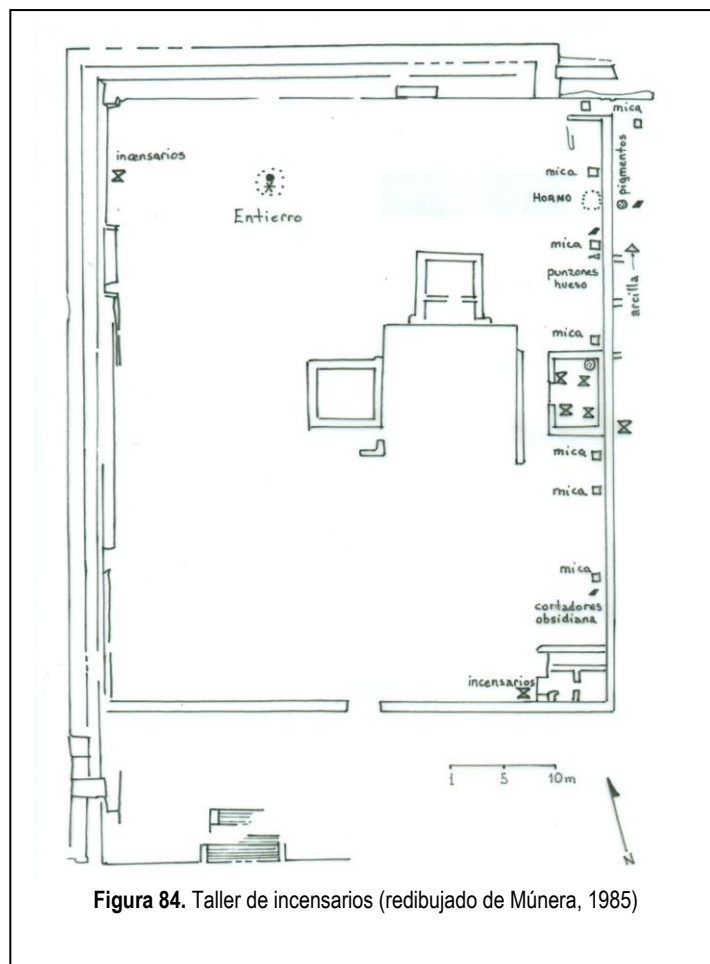 mica
incensarios
pigmentos
mica
HORNO
Entierro
mica
punzones
hueso
arcilla
mica
mica
mica
mica
cortadores
obsidiana
incensarios
1 5 10m
N
Figura 84. Taller de incensarios (redibujado de Múnera, 1985)